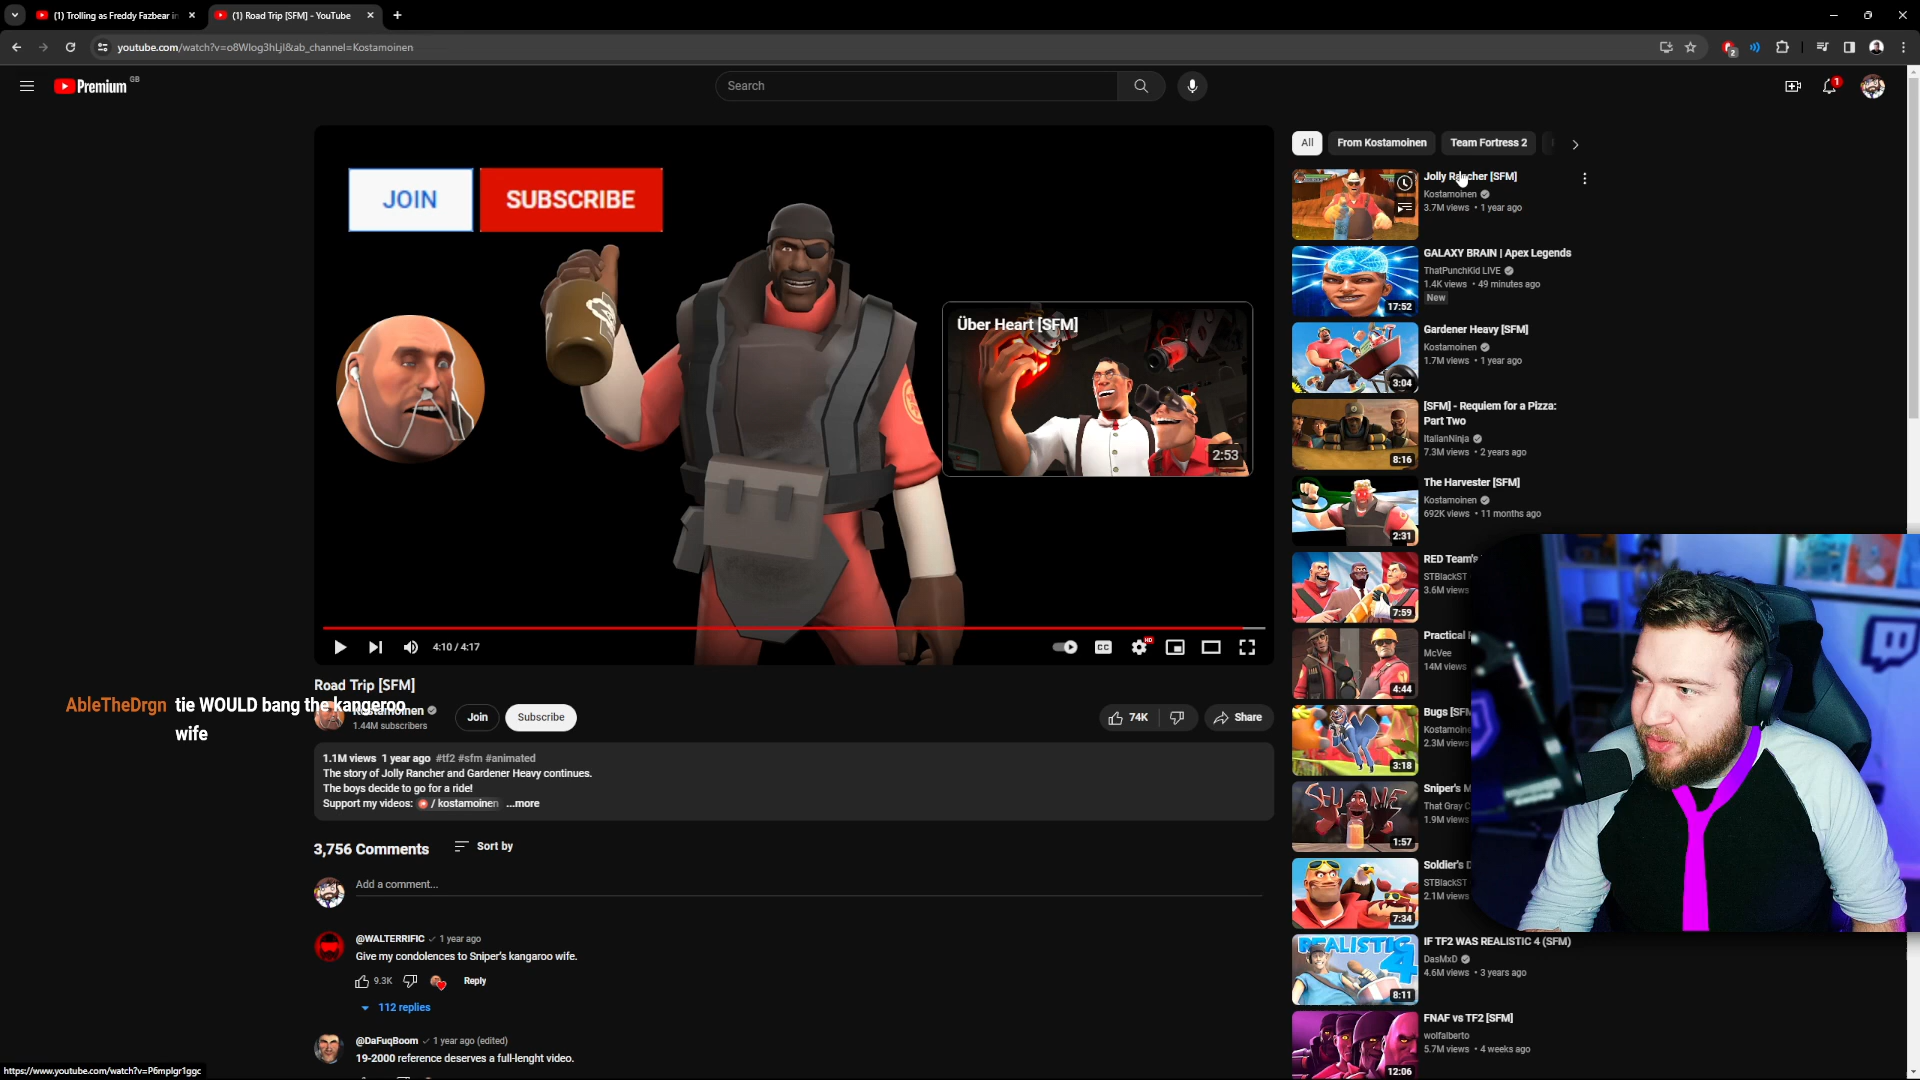 (1) Trolling as Freddy Fazbear in
(1) Road Trip [SFM] - YouTube
youtube.com/watch?v=o8Wlog3hLjI&ab_channel=Kostamoinen
2
Premium GB
Search
1
JOIN
SUBSCRIBE
Über Heart [SFM]
2:53
4:10 / 4:17
CC
HD
Road Trip [SFM]
AbleTheDrgn tie WOULD bang the kangeroo
wife
1.44M subscribers
Join
Subscribe
74K
Share
1.1M views 1 year ago #tf2 #sfm #animated
The story of Jolly Rancher and Gardener Heavy continues.
The boys decide to go for a ride!
Support my videos: / kostamoinen ...more
3,756 Comments
Sort by
Add a comment...
@WALTERRIFIC 1 year ago
Give my condolences to Sniper's kangaroo wife.
9.3K
Reply
112 replies
@DaFuqBoom 1 year ago (edited)
19-2000 reference deserves a full-lenght video.
All
From Kostamoinen
Team Fortress 2
Jolly Rancher [SFM]
Kostamoinen
3.7M views • 1 year ago
GALAXY BRAIN | Apex Legends
ThatPunchKid LIVE
1.4K views • 49 minutes ago
New
17:52
Gardener Heavy [SFM]
Kostamoinen
1.7M views • 1 year ago
3:04
[SFM] - Requiem for a Pizza:
Part Two
ItalianNinja
7.3M views • 2 years ago
8:16
The Harvester [SFM]
Kostamoinen
692K views • 11 months ago
2:31
RED Team's
STBlackST
3.6M views
7:59
Practical
McVee
14M views
4:44
Bugs [SFM
Kostamoine
2.3M views
3:18
Sniper's M
That Gray C
1.9M views
SHINE
1:57
Soldier's D
STBlackST
2.1M views
7:34
IF TF2 WAS REALISTIC 4 (SFM)
DasMxD
4.6M views • 3 years ago
REALISTIC
4
8:11
FNAF vs TF2 [SFM]
wolfalberto
5.7M views • 4 weeks ago
12:06
https://www.youtube.com/watch?v=P6mplgr1ggc